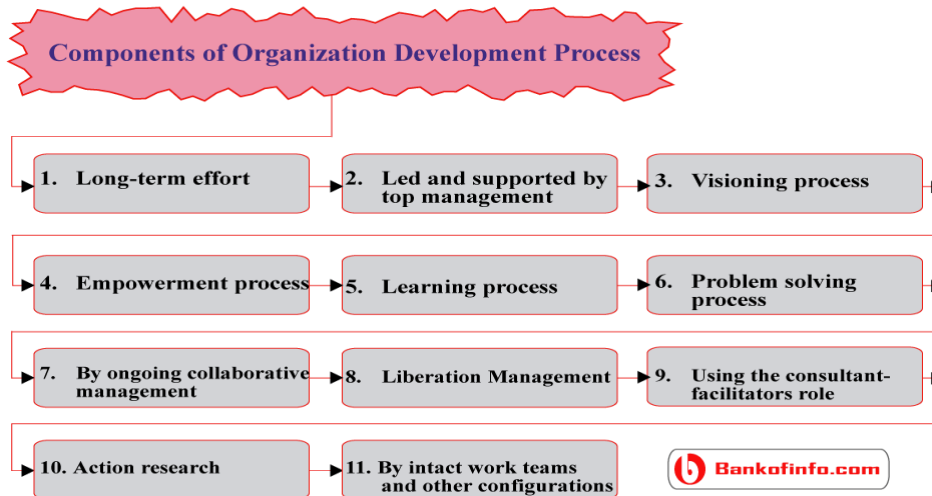 Components of Organization Development Process
1. Long-term effort
2. Led and supported by
top management
3. Visioning process
4. Empowerment process
5. Learning process
6. Problem solving
process
7. By ongoing collaborative
management
8. Liberation Management
9. Using the consultant-
facilitators role
10. Action research
11. By intact work teams
and other configurations
b Bankofinfo.com